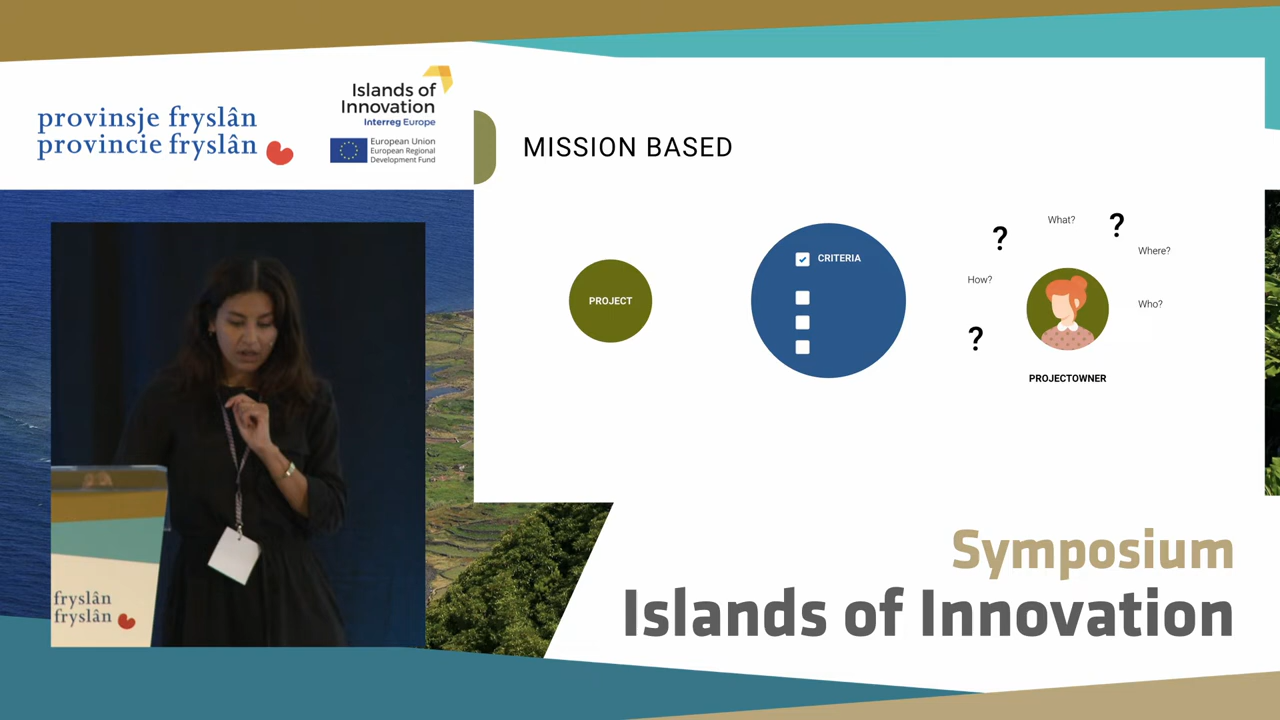 provinsje fryslân
provincie fryslân
Islands of
Innovation
Interreg Europe
European Union
European Regional
Development Fund
MISSION BASED
PROJECT
CRITERIA
?
What?
?
Where?
How?
Who?
?
PROJECTOWNER
Symposium
Islands of Innovation
fryslân
fryslân